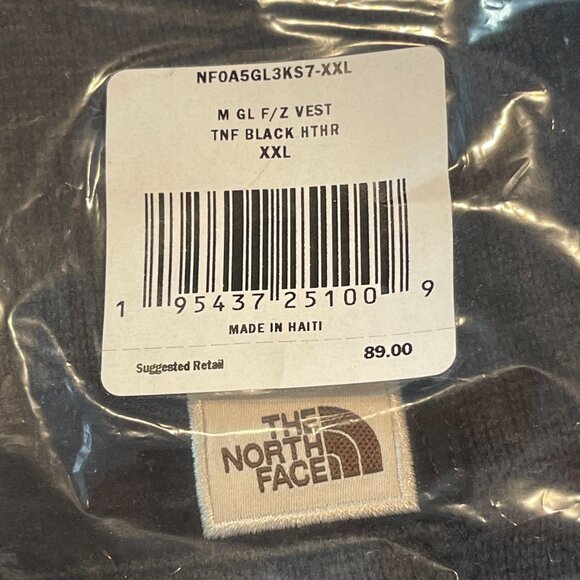 NF0A5GL3KS7-XXL
M GL F/Z VEST
TNF BLACK HTHR
XXL
1 95437 25100 9
MADE IN HAITI
Suggested Retail 89.00
THE
NORTH
FACE